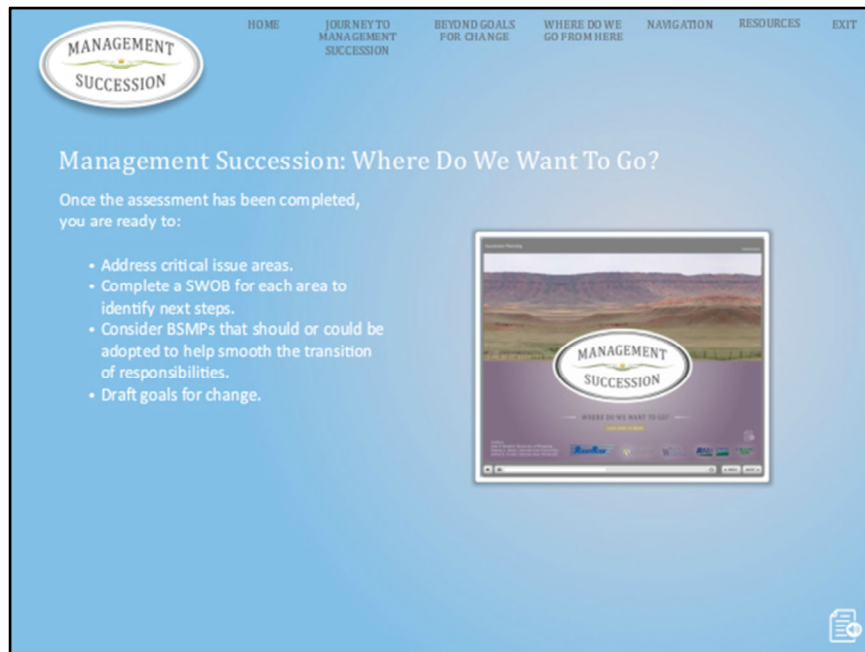 HOME
JOURNEY TO
MANAGEMENT
SUCCESSION
BEYOND GOALS
FOR CHANGE
WHERE DO WE
GO FROM HERE
NAVIGATION
RESOURCES
EXIT
MANAGEMENT
SUCCESSION
Management Succession: Where Do We Want To Go?
Once the assessment has been completed,
you are ready to:
• Address critical issue areas.
• Complete a SWOB for each area to
identify next steps.
• Consider BSMPs that should or could be
adopted to help smooth the transition
of responsibilities.
• Draft goals for change.
MANAGEMENT
SUCCESSION
WHERE DO WE WANT TO GO?